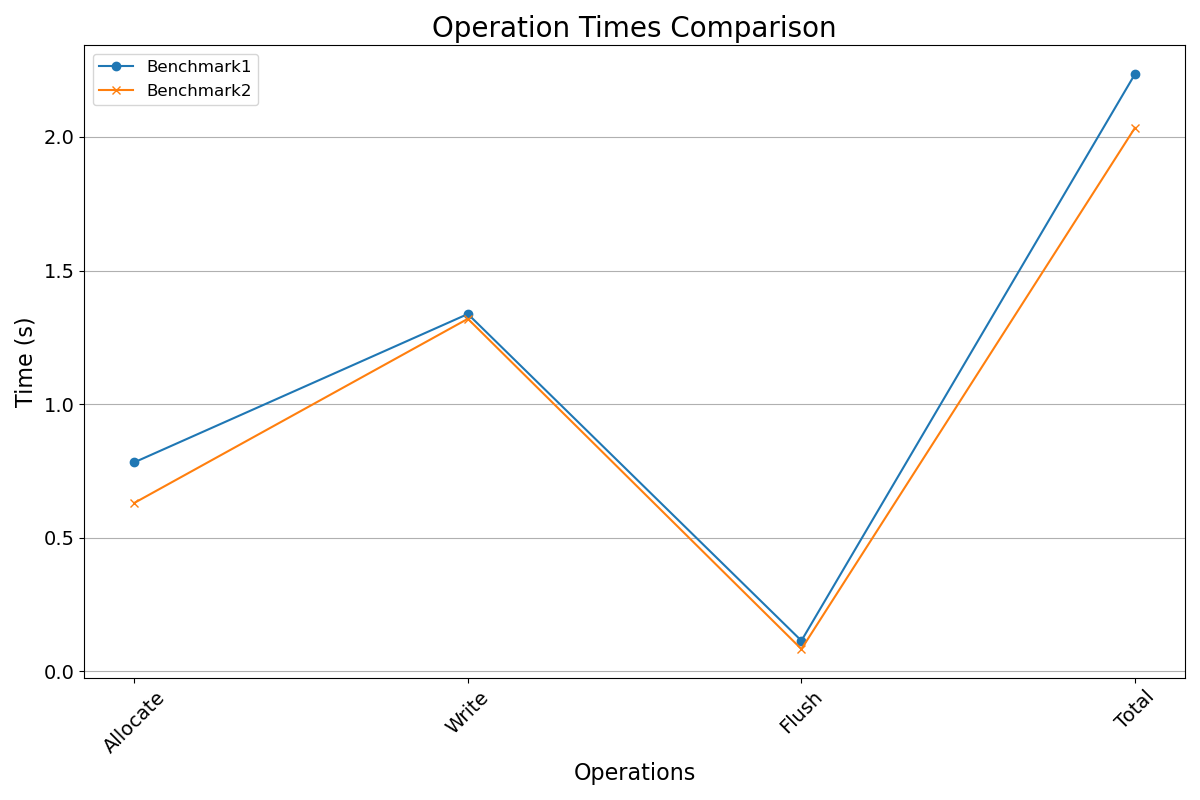 Operation Times Comparison
Benchmark1
Benchmark2
2.0
1.5
1.0
0.5
0.0
Time (s)
Allocate
Write
Flush
Total
Operations